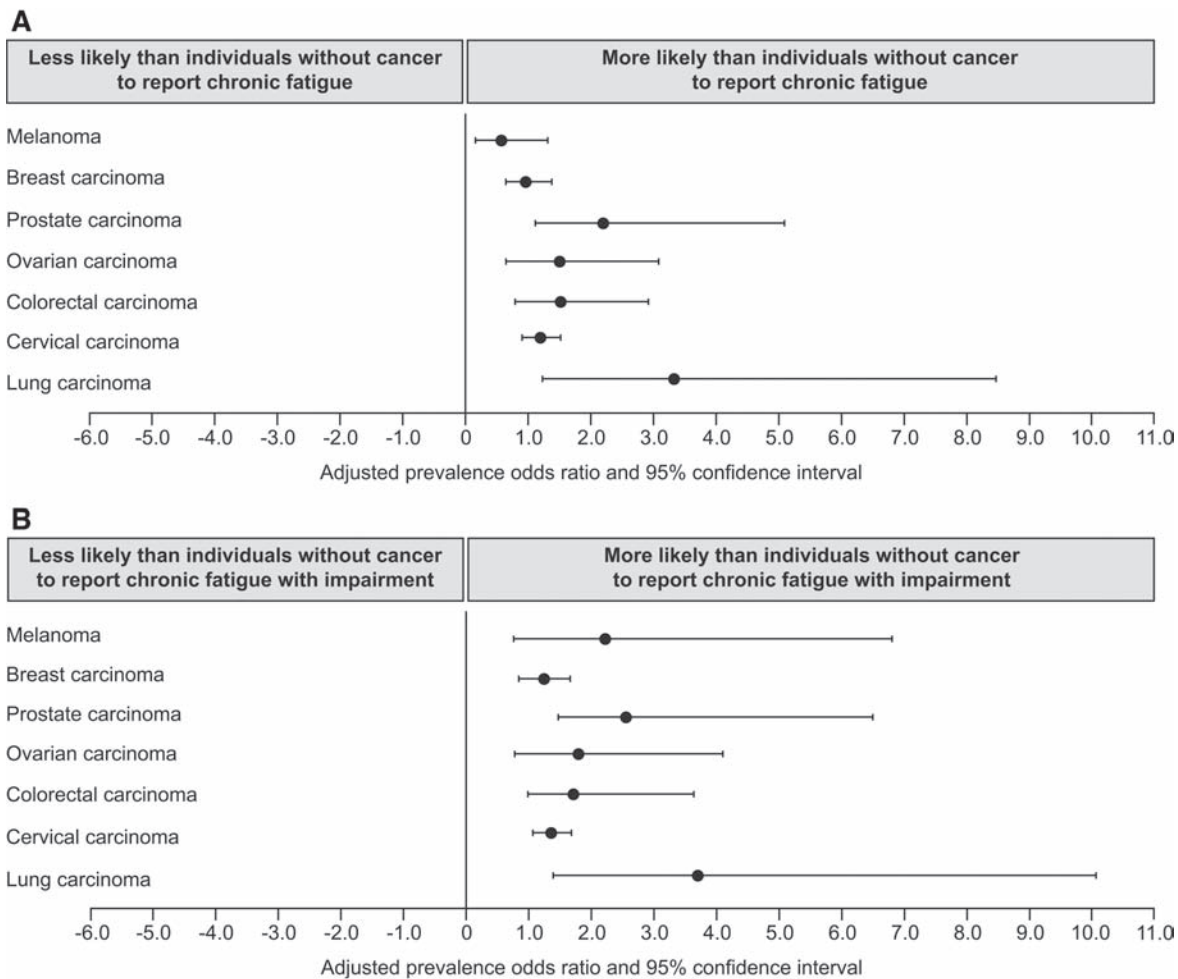 A
Less likely than individuals without cancer
to report chronic fatigue
More likely than individuals without cancer
to report chronic fatigue
Melanoma
Breast carcinoma
Prostate carcinoma
Ovarian carcinoma
Colorectal carcinoma
Cervical carcinoma
Lung carcinoma
-6.0 -5.0 -4.0 -3.0 -2.0 -1.0 0 1.0 2.0 3.0 4.0 5.0 6.0 7.0 8.0 9.0 10.0 11.0
Adjusted prevalence odds ratio and 95% confidence interval
B
Less likely than individuals without cancer
to report chronic fatigue with impairment
More likely than individuals without cancer
to report chronic fatigue with impairment
Melanoma
Breast carcinoma
Prostate carcinoma
Ovarian carcinoma
Colorectal carcinoma
Cervical carcinoma
Lung carcinoma
-6.0 -5.0 -4.0 -3.0 -2.0 -1.0 0 1.0 2.0 3.0 4.0 5.0 6.0 7.0 8.0 9.0 10.0 11.0
Adjusted prevalence odds ratio and 95% confidence interval